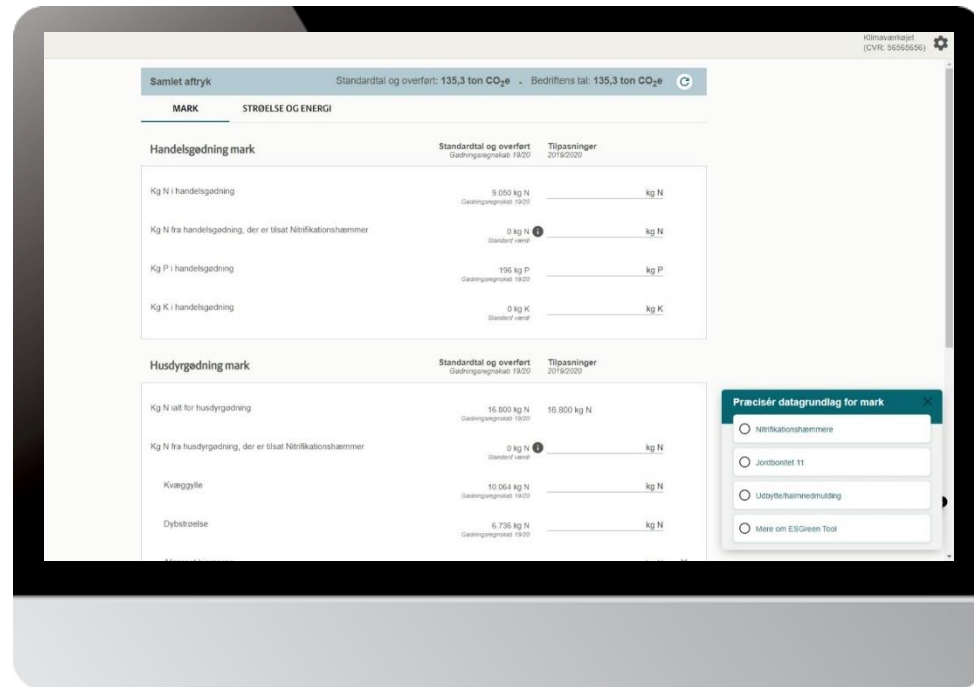 Klimaværktøjet
(CVR: 56565656)
Samlet aftryk
Standardtal og overført: 135,3 ton CO₂e - Bedriftens tal: 135,3 ton CO₂e
MARK STRØELSE OG ENERGI
Handelsgødning mark
Standardtal og overført Tilpasninger
Gødningsregnskab 19/20 2019/2020
Kg N i handelsgødning 9.050 kg N kg N
Gødningsregnskab 19/20
Kg N fra handelsgødning, der er tilsat Nitrifikationshæmmer 0 kg N kg N
Standard værdi
Kg P i handelsgødning 196 kg P kg P
Gødningsregnskab 19/20
Kg K i handelsgødning 0 kg K kg K
Standard værdi
Husdyrgødning mark
Standardtal og overført Tilpasninger
Gødningsregnskab 19/20 2019/2020
Kg N ialt for husdyrgødning 16.800 kg N 16.800 kg N
Gødningsregnskab 19/20
Kg N fra husdyrgødning, der er tilsat Nitrifikationshæmmer 0 kg N kg N
Standard værdi
Kvæggylle 10.064 kg N kg N
Gødningsregnskab 19/20
Dybstrøelse 6.736 kg N kg N
Gødningsregnskab 19/20
Præcisér datagrundlag for mark
Nitrifikationshæmmere
Jordbonitet 11
Udbytte/halmnedmulding
Mere om ESGreen Tool